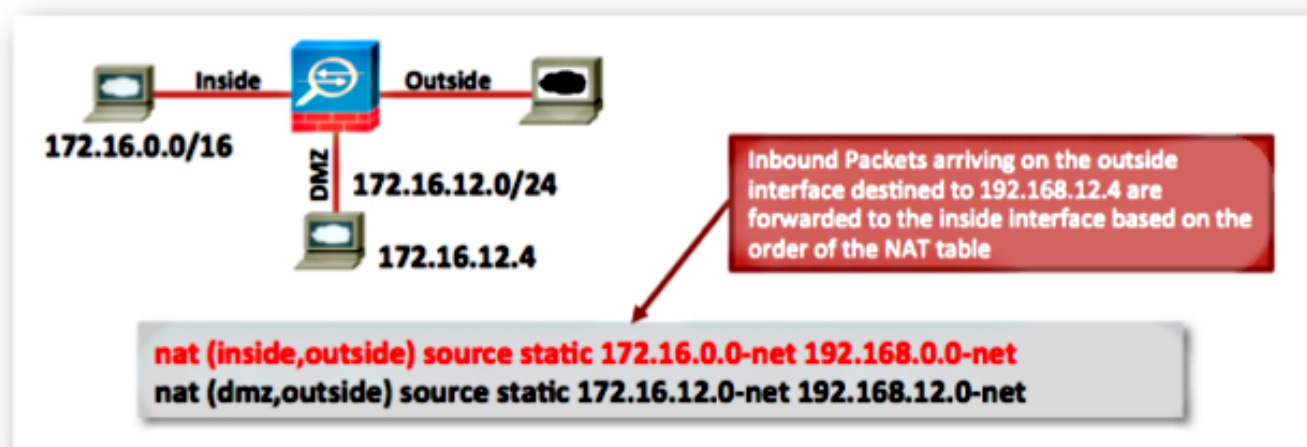 Inside
Outside
172.16.0.0/16
DMZ
172.16.12.0/24
172.16.12.4
Inbound Packets arriving on the outside
interface destined to 192.168.12.4 are
forwarded to the inside interface based on the
order of the NAT table
nat (inside,outside) source static 172.16.0.0-net 192.168.0.0-net
nat (dmz,outside) source static 172.16.12.0-net 192.168.12.0-net